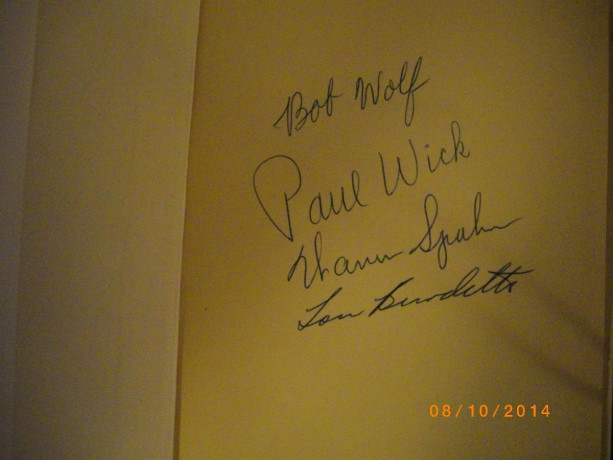 Bob Wolf
Paul Wick
Warren Spahn
Lou Burdette
08/10/2014